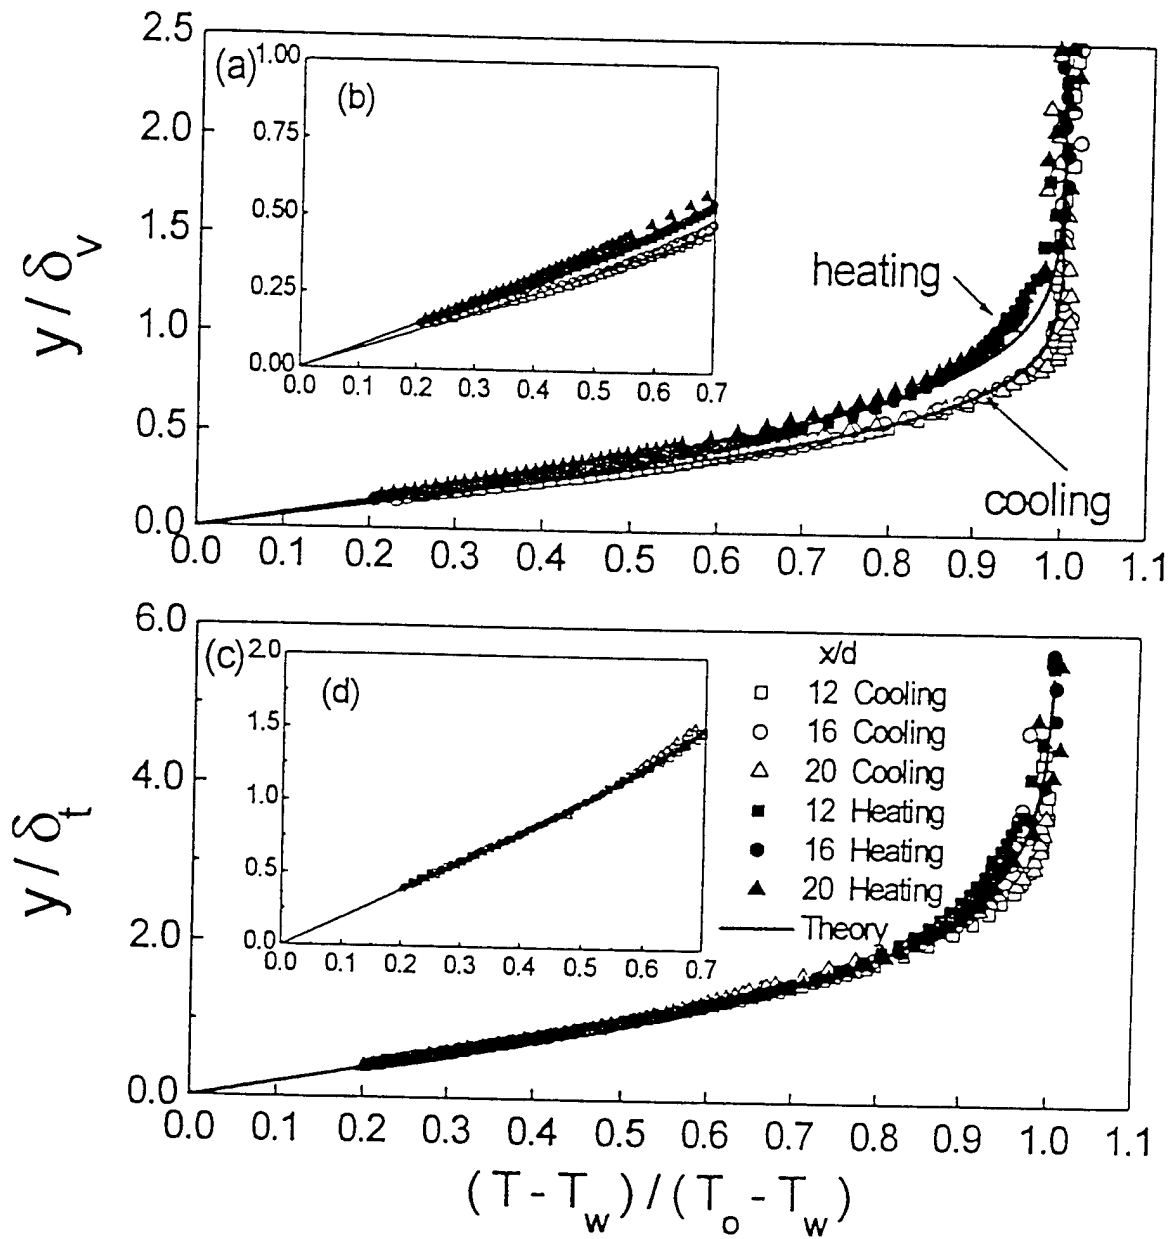 2.5
2.0
1.5
1.0
0.5
0.0
y / δv
(a)
1.00
0.75
0.50
0.25
0.00
(b)
0.0 0.1 0.2 0.3 0.4 0.5 0.6 0.7
heating
cooling
0.0 0.1 0.2 0.3 0.4 0.5 0.6 0.7 0.8 0.9 1.0 1.1
6.0
4.0
2.0
0.0
y / δt
(c)
2.0
1.5
1.0
0.5
0.0
(d)
0.0 0.1 0.2 0.3 0.4 0.5 0.6 0.7
x/d
12 Cooling
16 Cooling
20 Cooling
12 Heating
16 Heating
20 Heating
Theory
0.0 0.1 0.2 0.3 0.4 0.5 0.6 0.7 0.8 0.9 1.0 1.1
(T - Tw) / (To - Tw)